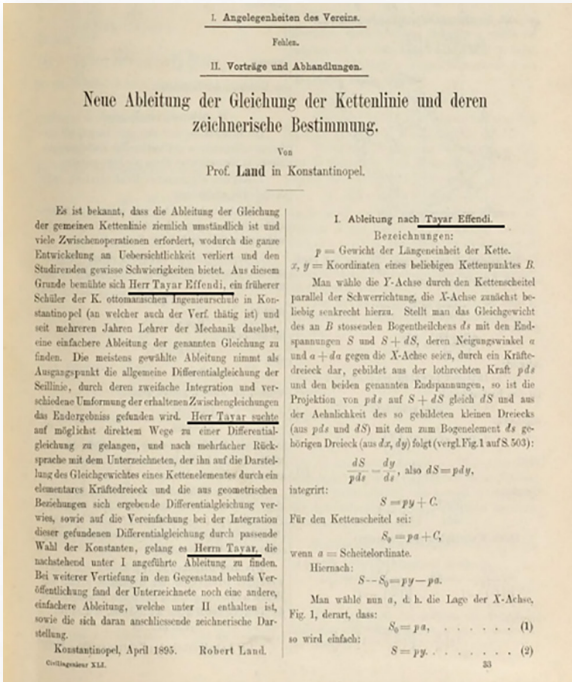 I. Angelegenheiten des Vereins.
Fehlen.
II. Vorträge und Abhandlungen.
Neue Ableitung der Gleichung der Kettenlinie und deren
zeichnerische Bestimmung.
Von
Prof. Land in Konstantinopel.
Es ist bekannt, dass die Ableitung der Gleichung
der gemeinen Kettenlinie ziemlich umständlich ist und
viele Zwischenoperationen erfordert, wodurch die ganze
Entwickelung an Uebersichtlichkeit verliert und den
Studirenden gewisse Schwierigkeiten bietet. Aus diesem
Grunde bemühte sich Herr Tayar Effendi, ein früherer
Schüler der K. ottomanischen Ingenieurschule in Kon-
stantinopel (an welcher auch der Verf. thätig ist) und
seit mehreren Jahren Lehrer der Mechanik daselbst,
eine einfachere Ableitung der genannten Gleichung zu
finden. Die meistens gewählte Ableitung nimmt als
Ausgangspunkt die allgemeine Differentialgleichung der
Seillinie, durch deren zweifache Integration und ver-
schiedene Umformung der erhaltenen Zwischengleichungen
das Endergebniss gefunden wird. Herr Tayar suchte
auf möglichst direktem Wege zu einer Differential-
gleichung zu gelangen, und nach mehrfacher Rück-
sprache mit dem Unterzeichneten, der ihn auf die Darstel-
lung des Gleichgewichtes eines Kettenelementes durch ein
elementares Kräftedreieck und die aus geometrischen
Beziehungen sich ergebende Differentialgleichung ver-
wies, sowie auf die Vereinfachung bei der Integration
dieser gefundenen Differentialgleichung durch passende
Wahl der Konstanten, gelang es Herrn Tayar, die
nachstehend unter I angeführte Ableitung zu finden.
Bei weiterer Vertiefung in den Gegenstand behufs Ver-
öffentlichung fand der Unterzeichnete noch eine andere,
einfachere Ableitung, welche unter II enthalten ist,
sowie die sich daran anschliessende zeichnerische Dar-
stellung.
Konstantinopel, April 1895. Robert Land.
Civilingenieur XLI.
I. Ableitung nach Tayar Effendi.
Bezeichnungen:
p = Gewicht der Längeneinheit der Kette.
x, y = Koordinaten eines beliebigen Kettenpunktes B.
Man wähle die Y-Achse durch den Kettenscheitel
parallel der Schwerrichtung, die X-Achse zunächst be-
liebig senkrecht hierzu. Stellt man das Gleichgewicht
des an B stossenden Bogentheilchens ds mit den End-
spannungen S und S + dS, deren Neigungswinkel a
und a + da gegen die X-Achse seien, durch ein Kräfte-
dreieck dar, gebildet aus der lothrechten Kraft pds
und den beiden genannten Endspannungen, so ist die
Projektion von pds auf S + dS gleich dS und aus
der Aehnlichkeit des so gebildeten kleinen Dreiecks
(aus pds und dS) mit dem zum Bogenelement ds ge-
hörigen Dreieck (aus dx, dy) folgt (vergl. Fig. 1 auf S. 503):
dS/pds = dy/ds, also dS = pdy,
integrirt:
S = py + C.
Für den Kettenscheitel sei:
S₀ = pa + C,
wenn a = Scheitelordinate.
Hiernach:
S - S₀ = py - pa.
Man wähle nun a, d. h. die Lage der X-Achse,
Fig. 1, derart, dass:
S₀ = pa, . . . . . . . (1)
so wird einfach:
S = py. . . . . . . . (2)
33